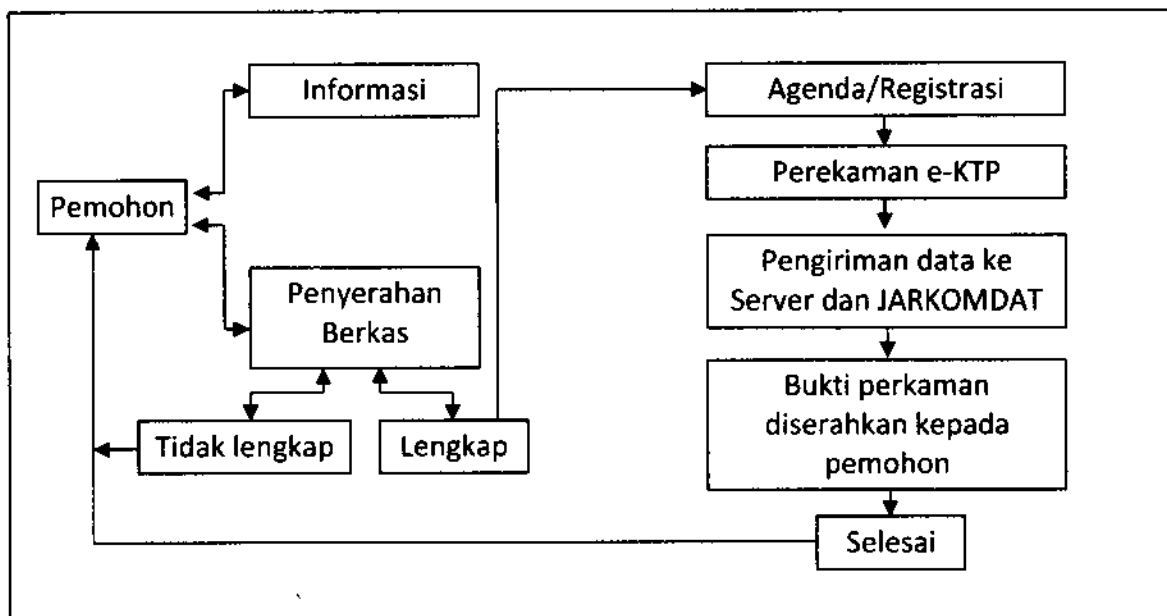 Informasi
Pemohon
Penyerahan
Berkas
Tidak lengkap
Lengkap
Agenda/Registrasi
Perekaman e-KTP
Pengiriman data ke
Server dan JARKOMDAT
Bukti perkaman
diserahkan kepada
pemohon
Selesai